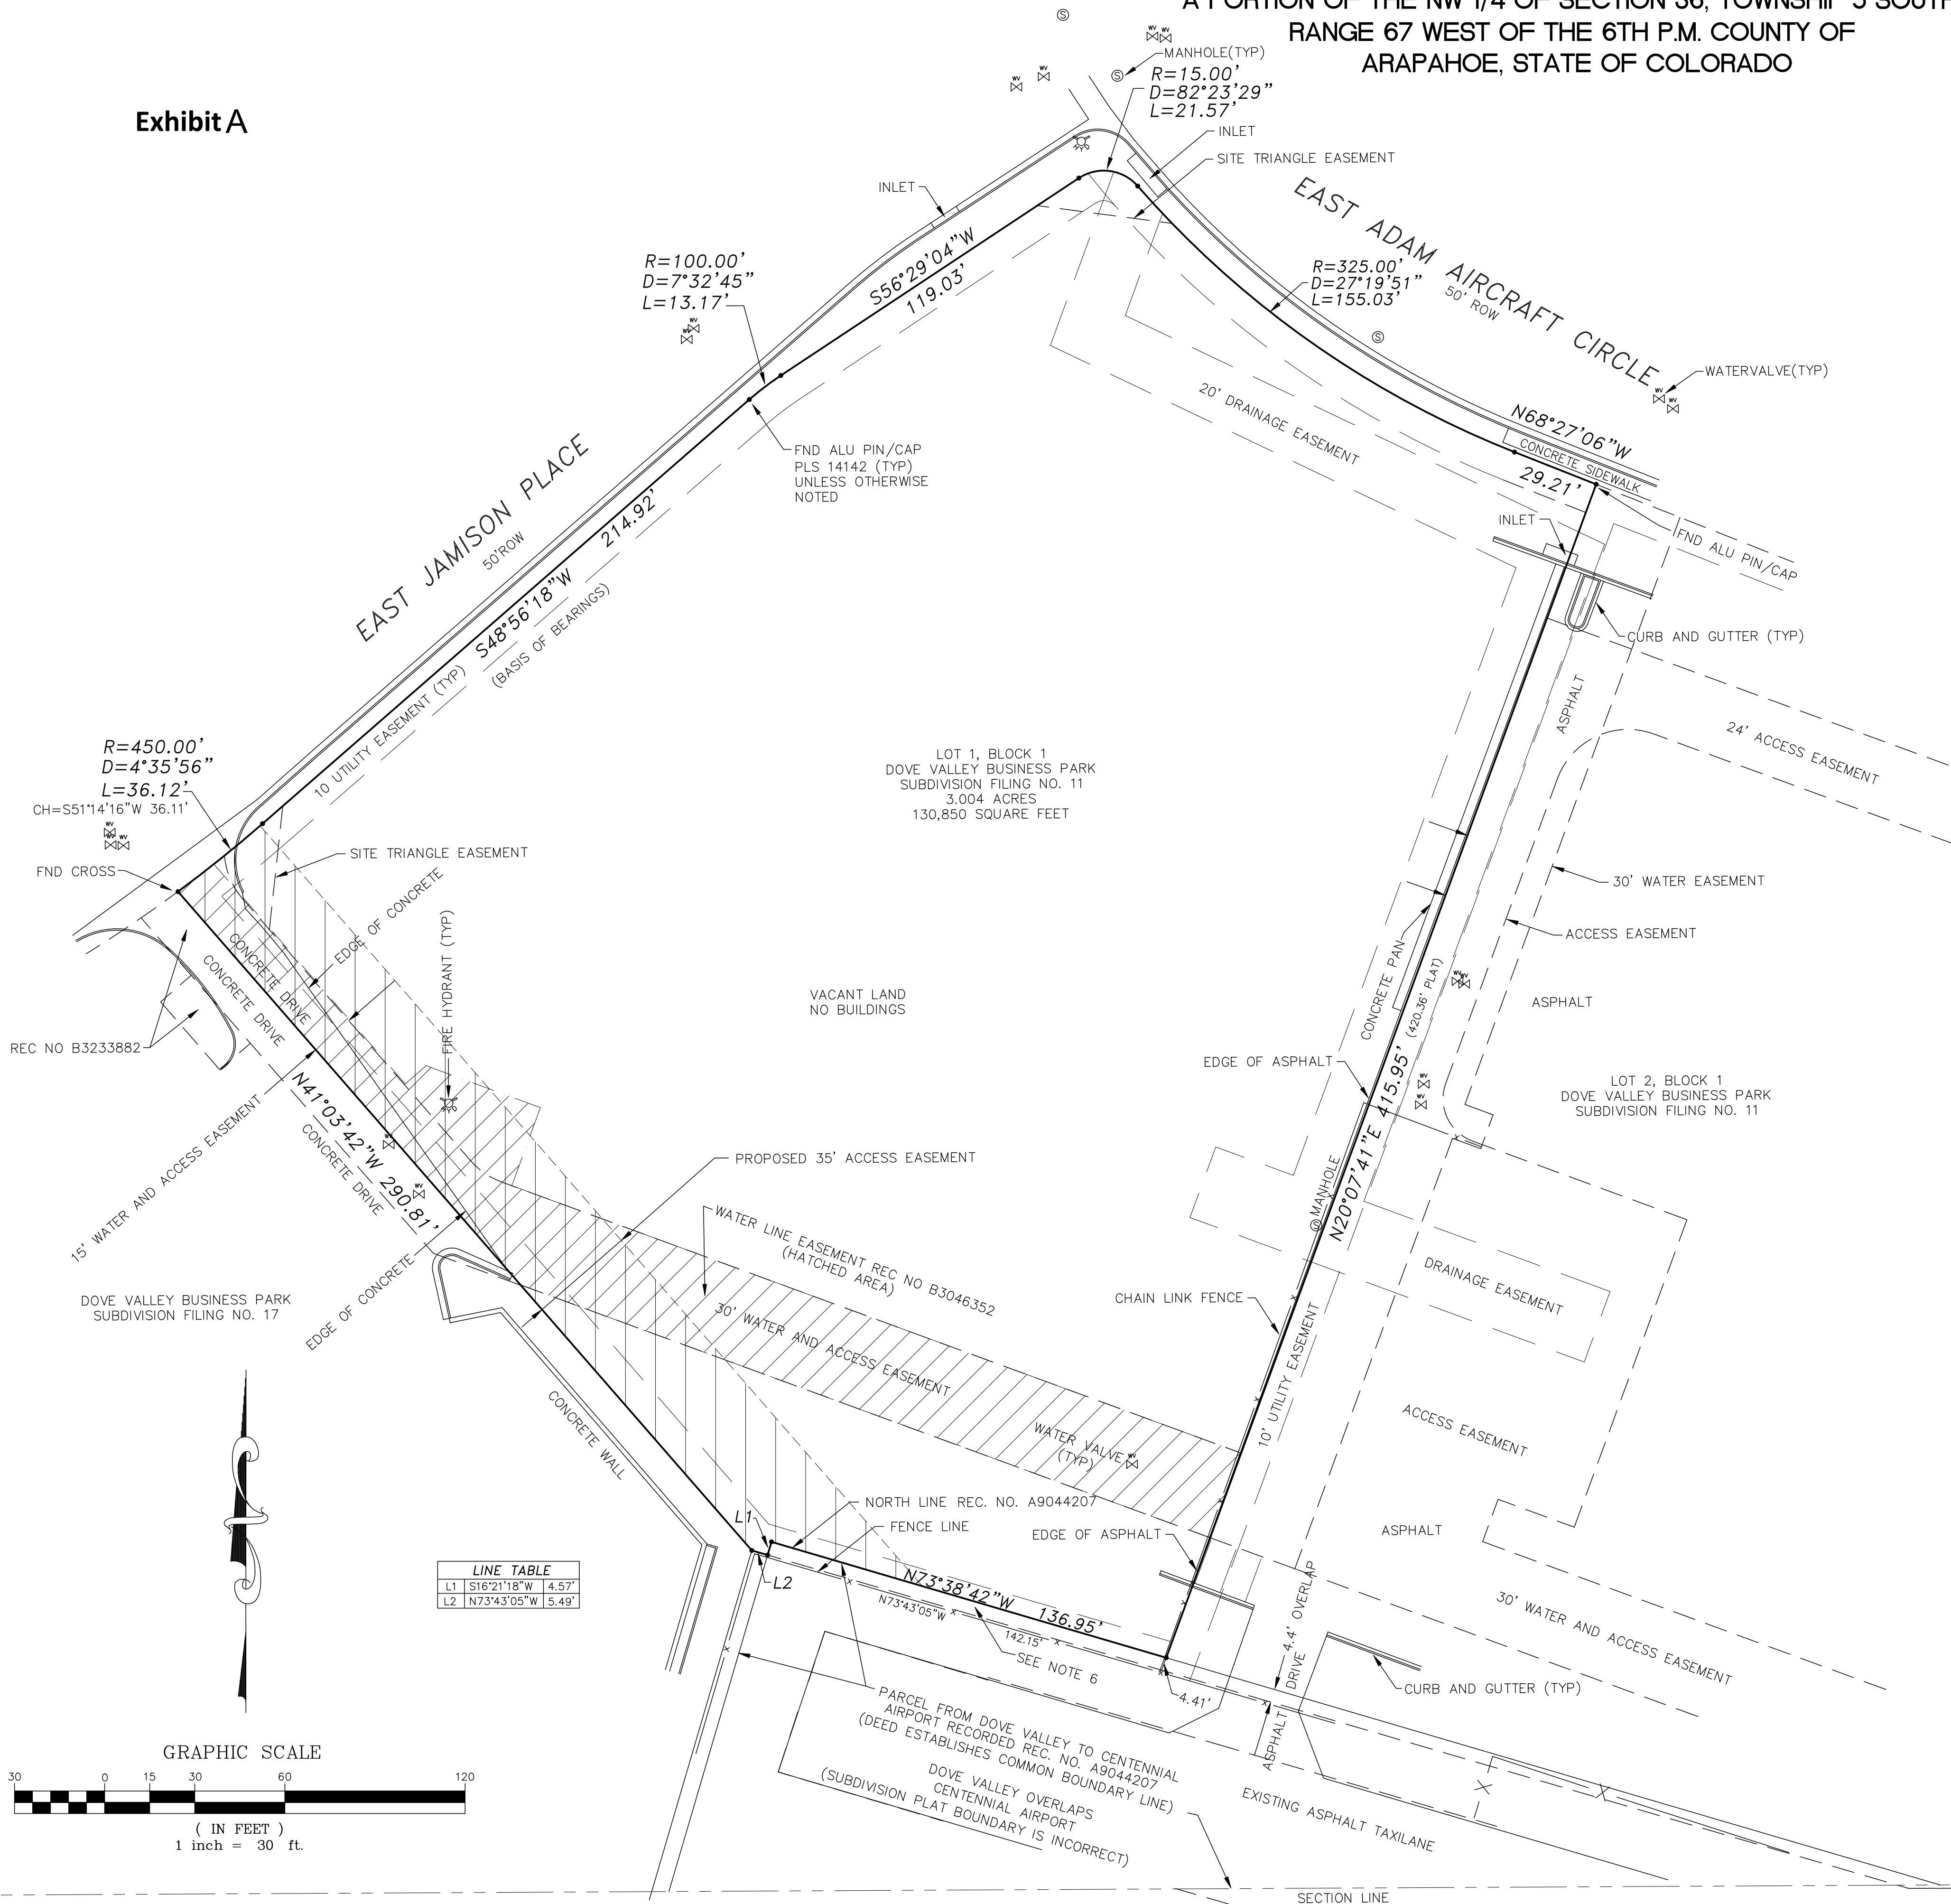 A PORTION OF THE NW 1/4 OF SECTION 36, TOWNSHIP 5 SOUTH
RANGE 67 WEST OF THE 6TH P.M. COUNTY OF
ARAPAHOE, STATE OF COLORADO
Exhibit A
MANHOLE(TYP)
R=15.00'
D=82°23'29"
L=21.57'
INLET
SITE TRIANGLE EASEMENT
INLET
EAST ADAM AIRCRAFT CIRCLE
50' ROW
R=325.00'
D=27°19'51"
L=155.03'
R=100.00'
D=7°32'45"
L=13.17'
S56°29'04"W
119.03'
WATERVALVE(TYP)
20' DRAINAGE EASEMENT
N68°27'06"W
CONCRETE SIDEWALK
29.21'
INLET
FND ALU PIN/CAP
FND ALU PIN/CAP
PLS 14142 (TYP)
UNLESS OTHERWISE
NOTED
EAST JAMISON PLACE
50'ROW
214.92'
S48°56'18"W
(BASIS OF BEARINGS)
10 UTILITY EASEMENT (TYP)
CURB AND GUTTER (TYP)
ASPHALT
24' ACCESS EASEMENT
R=450.00'
D=4°35'56"
L=36.12'
CH=S51°14'16"W 36.11'
LOT 1, BLOCK 1
DOVE VALLEY BUSINESS PARK
SUBDIVISION FILING NO. 11
3.004 ACRES
130,850 SQUARE FEET
SITE TRIANGLE EASEMENT
FND CROSS
EDGE OF CONCRETE
FIRE HYDRANT (TYP)
30' WATER EASEMENT
ACCESS EASEMENT
CONCRETE DRIVE
CONCRETE DRIVE
CONCRETE PAN
(420.36' PLAT)
VACANT LAND
NO BUILDINGS
ASPHALT
REC NO B3233882
EDGE OF ASPHALT
N20°07'41"E 415.95'
LOT 2, BLOCK 1
DOVE VALLEY BUSINESS PARK
SUBDIVISION FILING NO. 11
N41°03'42"W 290.81'
CONCRETE DRIVE
15' WATER AND ACCESS EASEMENT
PROPOSED 35' ACCESS EASEMENT
MANHOLE
WATER LINE EASEMENT REC NO B3046352
(HATCHED AREA)
30' WATER AND ACCESS EASEMENT
DRAINAGE EASEMENT
CHAIN LINK FENCE
DOVE VALLEY BUSINESS PARK
SUBDIVISION FILING NO. 17
EDGE OF CONCRETE
10' UTILITY EASEMENT
CONCRETE WALL
ACCESS EASEMENT
WATER VALVE
(TYP)
NORTH LINE REC. NO. A9044207
L1
FENCE LINE
EDGE OF ASPHALT
ASPHALT
LINE TABLE
L1 S16°21'18"W 4.57'
L2 N73°43'05"W 5.49'
L2
N73°38'42"W 136.95'
N73°43'05"W
142.15'
SEE NOTE 6
4.41'
4.4' OVERLAP
ASPHALT DRIVE
30' WATER AND ACCESS EASEMENT
CURB AND GUTTER (TYP)
PARCEL FROM DOVE VALLEY TO CENTENNIAL
AIRPORT RECORDED REC. NO. A9044207
(DEED ESTABLISHES COMMON BOUNDARY LINE)
DOVE VALLEY OVERLAPS
CENTENNIAL AIRPORT
(SUBDIVISION PLAT BOUNDARY IS INCORRECT)
EXISTING ASPHALT TAXILANE
GRAPHIC SCALE
30 0 15 30 60 120
( IN FEET )
1 inch = 30 ft.
SECTION LINE